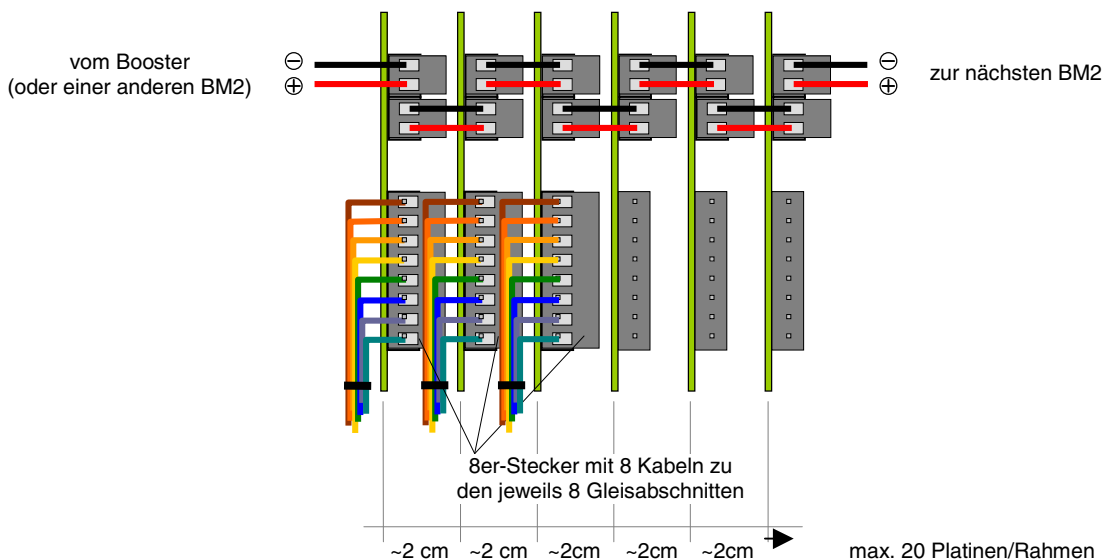 vom Booster
(oder einer anderen BM2)
−
+
−
+
zur nächsten BM2
8er-Stecker mit 8 Kabeln zu
den jeweils 8 Gleisabschnitten
~2 cm ~2 cm ~2cm ~2cm ~2cm
max. 20 Platinen/Rahmen